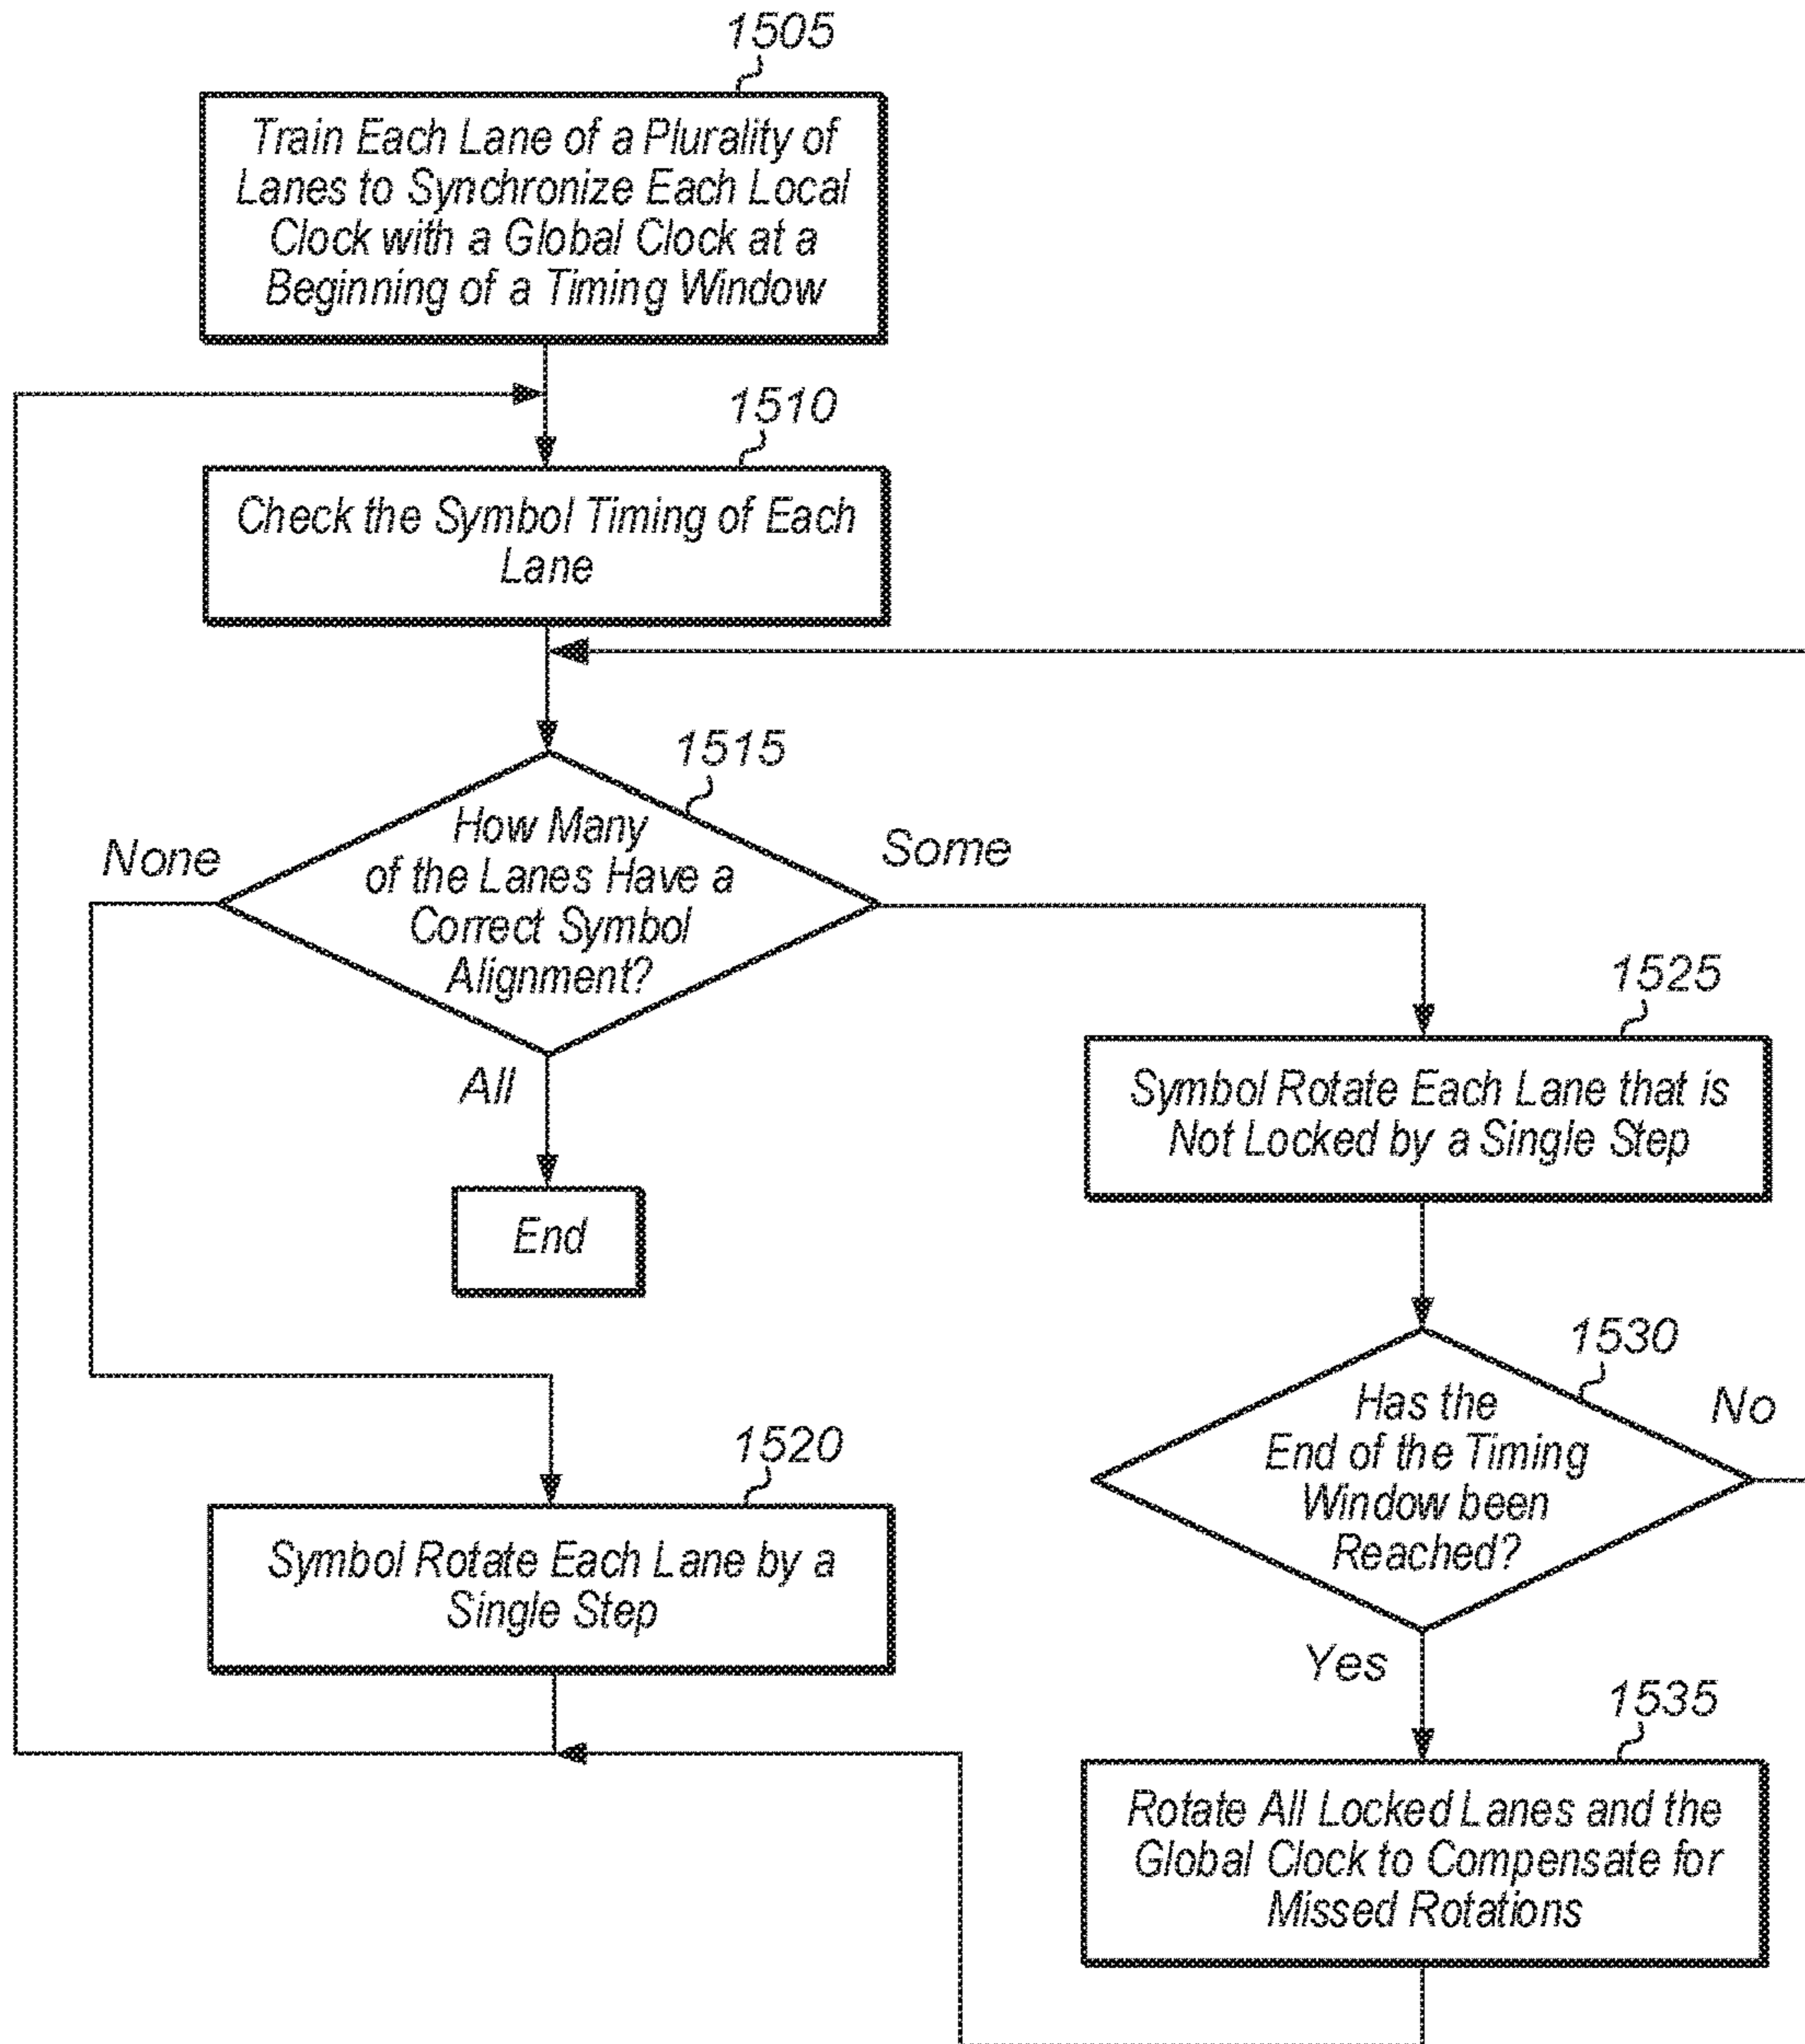 1505
Train Each Lane of a Plurality of
Lanes to Synchronize Each Local
Clock with a Global Clock at a
Beginning of a Timing Window
1510
Check the Symbol Timing of Each
Lane
1515
How Many
of the Lanes Have a
Correct Symbol
Alignment?
None
Some
All
End
1525
Symbol Rotate Each Lane that is
Not Locked by a Single Step
1530
Has the
End of the Timing
Window been
Reached?
No
Yes
1520
Symbol Rotate Each Lane by a
Single Step
1535
Rotate All Locked Lanes and the
Global Clock to Compensate for
Missed Rotations